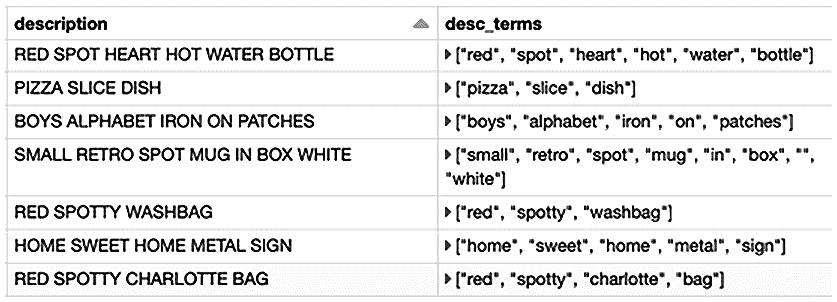 description desc_terms
RED SPOT HEART HOT WATER BOTTLE ["red", "spot", "heart", "hot", "water", "bottle"]
PIZZA SLICE DISH ["pizza", "slice", "dish"]
BOYS ALPHABET IRON ON PATCHES ["boys", "alphabet", "iron", "on", "patches"]
SMALL RETRO SPOT MUG IN BOX WHITE ["small", "retro", "spot", "mug", "in", "box", "",
"white"]
RED SPOTTY WASHBAG ["red", "spotty", "washbag"]
HOME SWEET HOME METAL SIGN ["home", "sweet", "home", "metal", "sign"]
RED SPOTTY CHARLOTTE BAG ["red", "spotty", "charlotte", "bag"]